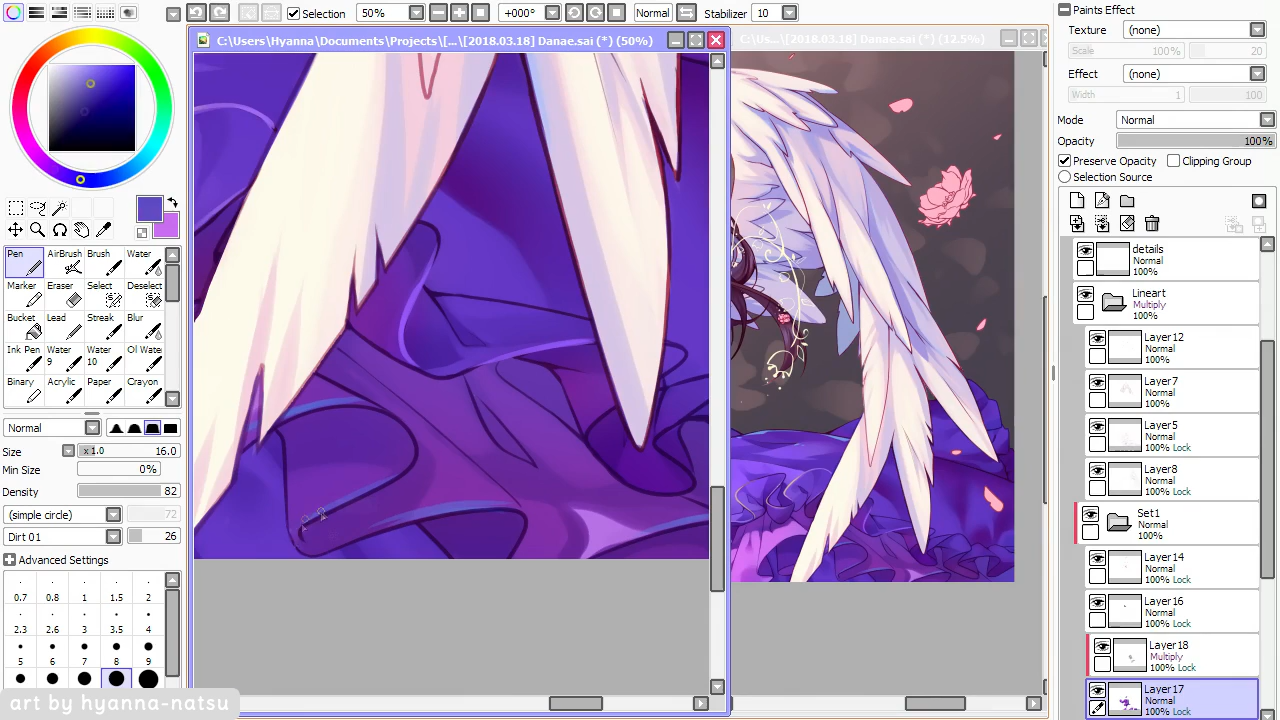 Selection
50%
+000°
Normal
Stabilizer
10
C:\Users\Hyanna\Documents\Projects\[...\[2018.03.18] Danae.sai (*) (50%)
C:\Us...\[2018.03.18] Danae.sai [*] (12.5%)
Pen
AirBrush
Brush
Water
Marker
Eraser
Select
Deselect
Bucket
Lead
Streak
Blur
Ink Pen
Water 9
Water 10
Oil Water
Binary
Acrylic
Paper
Crayon
Normal
Size
x 1.0
16.0
Min Size
0%
Density
82
(simple circle)
72
Dirt 01
26
Advanced Settings
0.7
0.8
1
1.5
2
2.3
2.6
3
3.5
4
5
6
7
8
9
art by hyanna-natsu
Paints Effect
Texture
(none)
Scale
100%
20
Effect
(none)
Width
1
100
Mode
Normal
Opacity
100%
Preserve Opacity
Clipping Group
Selection Source
details
Normal
100%
Lineart
Multiply
100%
Layer12
Normal
100%
Layer7
Normal
100%
Layer5
Normal
100% Lock
Layer8
Normal
100% Lock
Set1
Normal
100%
Layer14
Normal
100% Lock
Layer16
Normal
100% Lock
Layer18
Multiply
100% Lock
Layer17
Normal
100% Lock